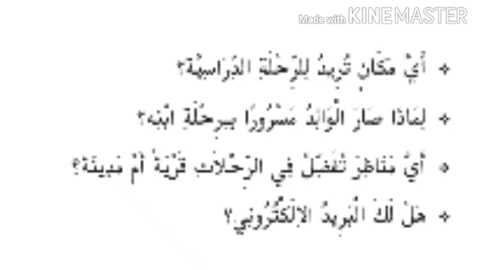 Made with KINEMASTER
أَيَّ مَكَانٍ تُرِيدُ لِلرِّحْلَةِ الدِّرَاسِيَّةِ؟
لِمَاذَا صَارَ الْوَالِدُ مَسْرُورًا بِرِحْلَةِ ابْنِهِ؟
أَيَّ مَنَاظِرَ تُفَضِّلُ فِي الرِّحْلَاتِ قَرْيَةً أَمْ مَدِينَةً؟
هَلْ لَكَ الْبَرِيدُ الإِلَكْتُرُونِي؟